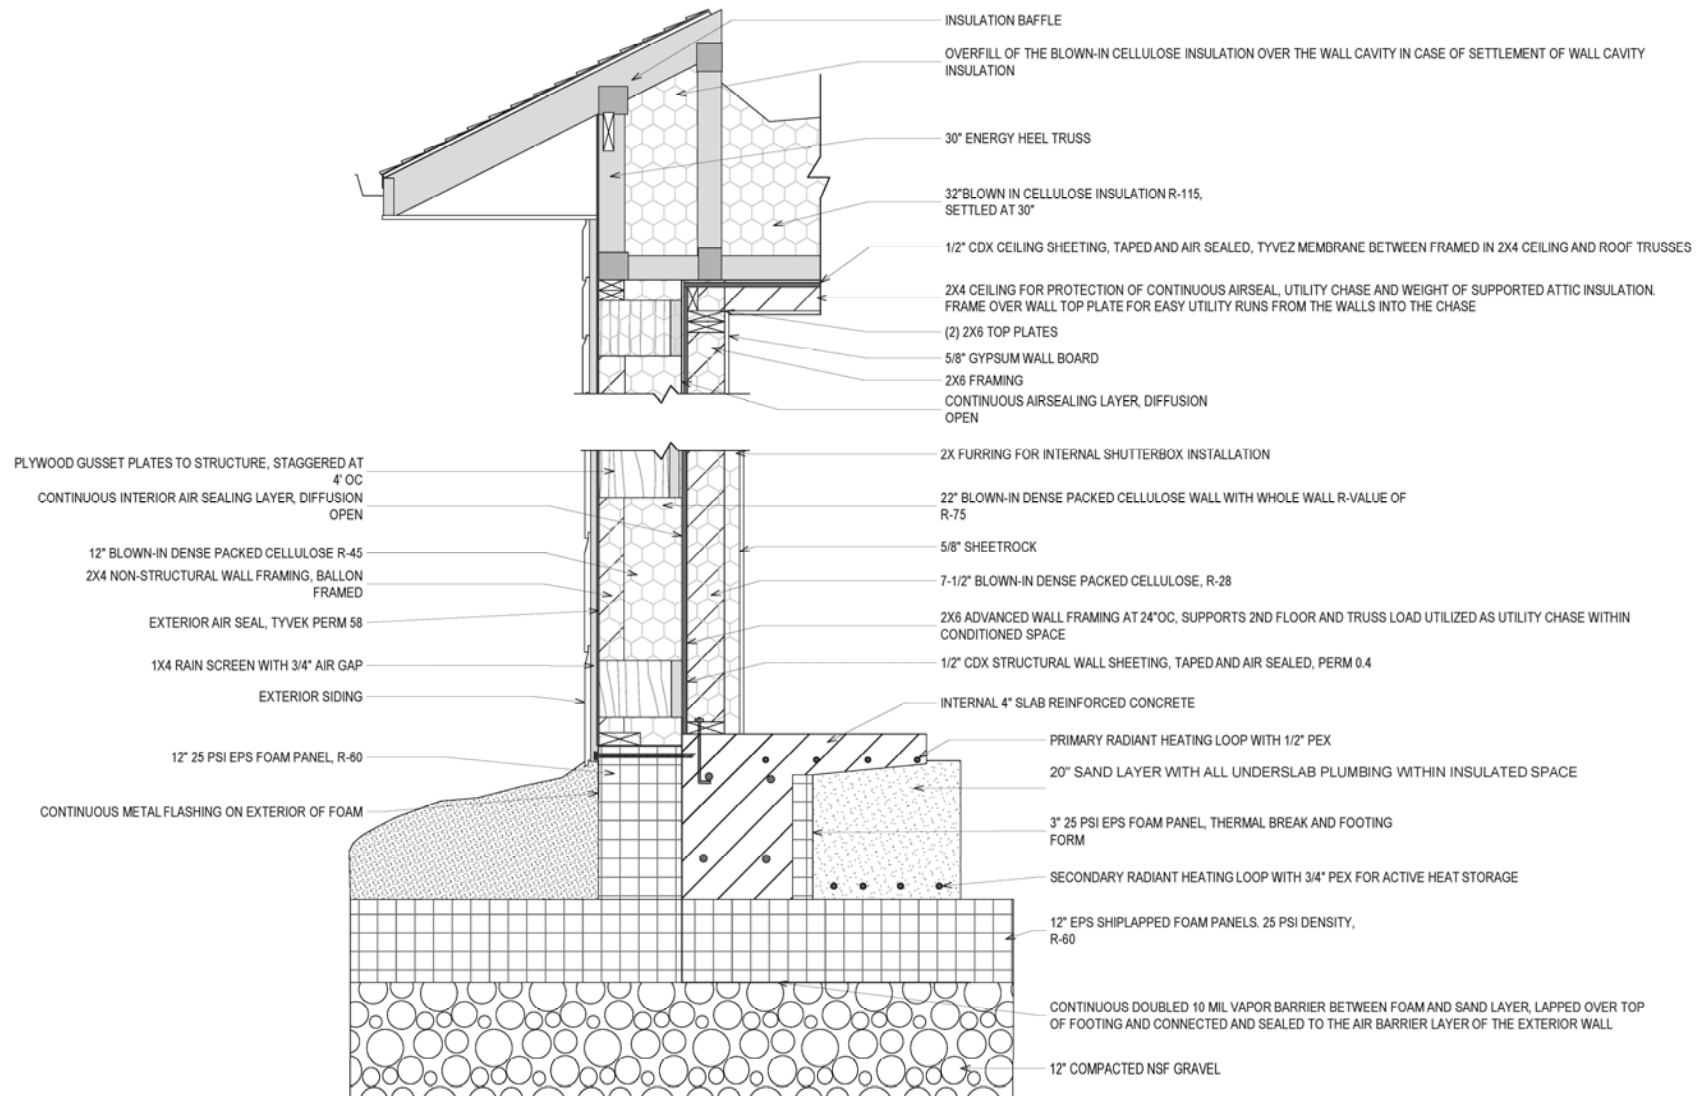 INSULATION BAFFLE
OVERFILL OF THE BLOWN-IN CELLULOSE INSULATION OVER THE WALL CAVITY IN CASE OF SETTLEMENT OF WALL CAVITY
INSULATION
30" ENERGY HEEL TRUSS
32"BLOWN IN CELLULOSE INSULATION R-115,
SETTLED AT 30"
1/2" CDX CEILING SHEETING, TAPED AND AIR SEALED, TYVEZ MEMBRANE BETWEEN FRAMED IN 2X4 CEILING AND ROOF TRUSSES
2X4 CEILING FOR PROTECTION OF CONTINUOUS AIRSEAL, UTILITY CHASE AND WEIGHT OF SUPPORTED ATTIC INSULATION.
FRAME OVER WALL TOP PLATE FOR EASY UTILITY RUNS FROM THE WALLS INTO THE CHASE
(2) 2X6 TOP PLATES
5/8" GYPSUM WALL BOARD
2X6 FRAMING
CONTINUOUS AIRSEALING LAYER, DIFFUSION
OPEN
PLYWOOD GUSSET PLATES TO STRUCTURE, STAGGERED AT
4' OC
CONTINUOUS INTERIOR AIR SEALING LAYER, DIFFUSION
OPEN
12" BLOWN-IN DENSE PACKED CELLULOSE R-45
2X4 NON-STRUCTURAL WALL FRAMING, BALLON
FRAMED
EXTERIOR AIR SEAL, TYVEK PERM 58
1X4 RAIN SCREEN WITH 3/4" AIR GAP
EXTERIOR SIDING
12" 25 PSI EPS FOAM PANEL, R-60
CONTINUOUS METAL FLASHING ON EXTERIOR OF FOAM
2X FURRING FOR INTERNAL SHUTTERBOX INSTALLATION
22" BLOWN-IN DENSE PACKED CELLULOSE WALL WITH WHOLE WALL R-VALUE OF
R-75
5/8" SHEETROCK
7-1/2" BLOWN-IN DENSE PACKED CELLULOSE, R-28
2X6 ADVANCED WALL FRAMING AT 24"OC, SUPPORTS 2ND FLOOR AND TRUSS LOAD UTILIZED AS UTILITY CHASE WITHIN
CONDITIONED SPACE
1/2" CDX STRUCTURAL WALL SHEETING, TAPED AND AIR SEALED, PERM 0.4
INTERNAL 4" SLAB REINFORCED CONCRETE
PRIMARY RADIANT HEATING LOOP WITH 1/2" PEX
20" SAND LAYER WITH ALL UNDERSLAB PLUMBING WITHIN INSULATED SPACE
3" 25 PSI EPS FOAM PANEL, THERMAL BREAK AND FOOTING
FORM
SECONDARY RADIANT HEATING LOOP WITH 3/4" PEX FOR ACTIVE HEAT STORAGE
12" EPS SHIPLAPPED FOAM PANELS. 25 PSI DENSITY,
R-60
CONTINUOUS DOUBLED 10 MIL VAPOR BARRIER BETWEEN FOAM AND SAND LAYER, LAPPED OVER TOP
OF FOOTING AND CONNECTED AND SEALED TO THE AIR BARRIER LAYER OF THE EXTERIOR WALL
12" COMPACTED NSF GRAVEL